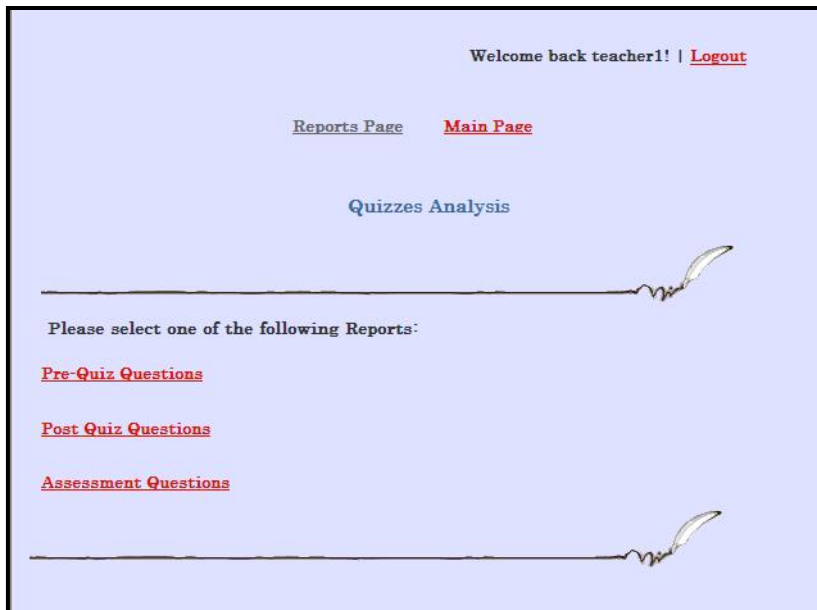 Welcome back teacher1! | Logout
Reports Page Main Page
Quizzes Analysis
Please select one of the following Reports:
Pre-Quiz Questions
Post Quiz Questions
Assessment Questions